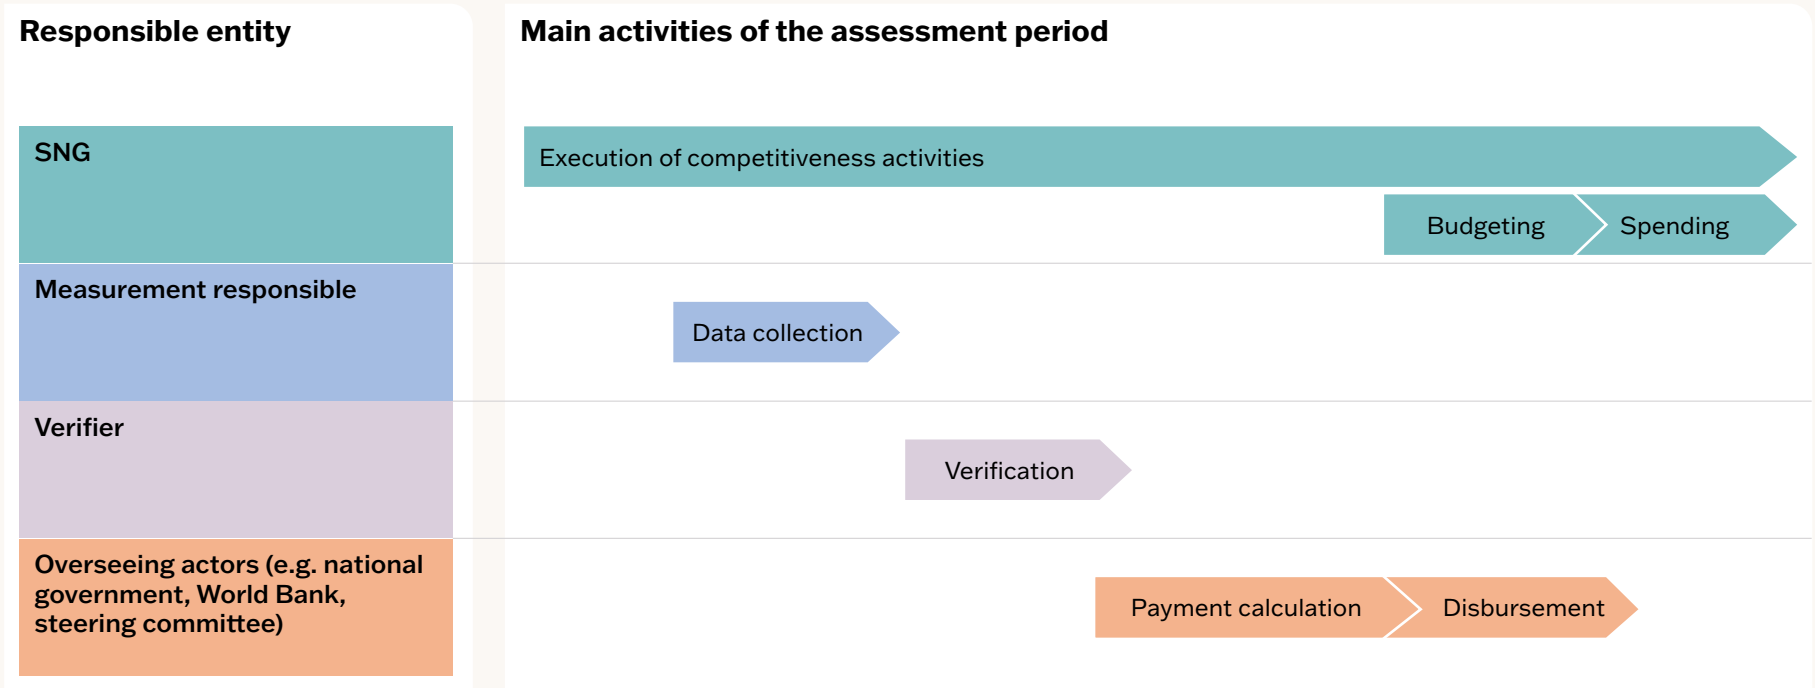 Responsible entity
Main activities of the assessment period
SNG
Execution of competitiveness activities
Budgeting
Spending
Measurement responsible
Data collection
Verifier
Verification
Overseeing actors (e.g. national
government, World Bank,
steering committee)
Payment calculation
Disbursement